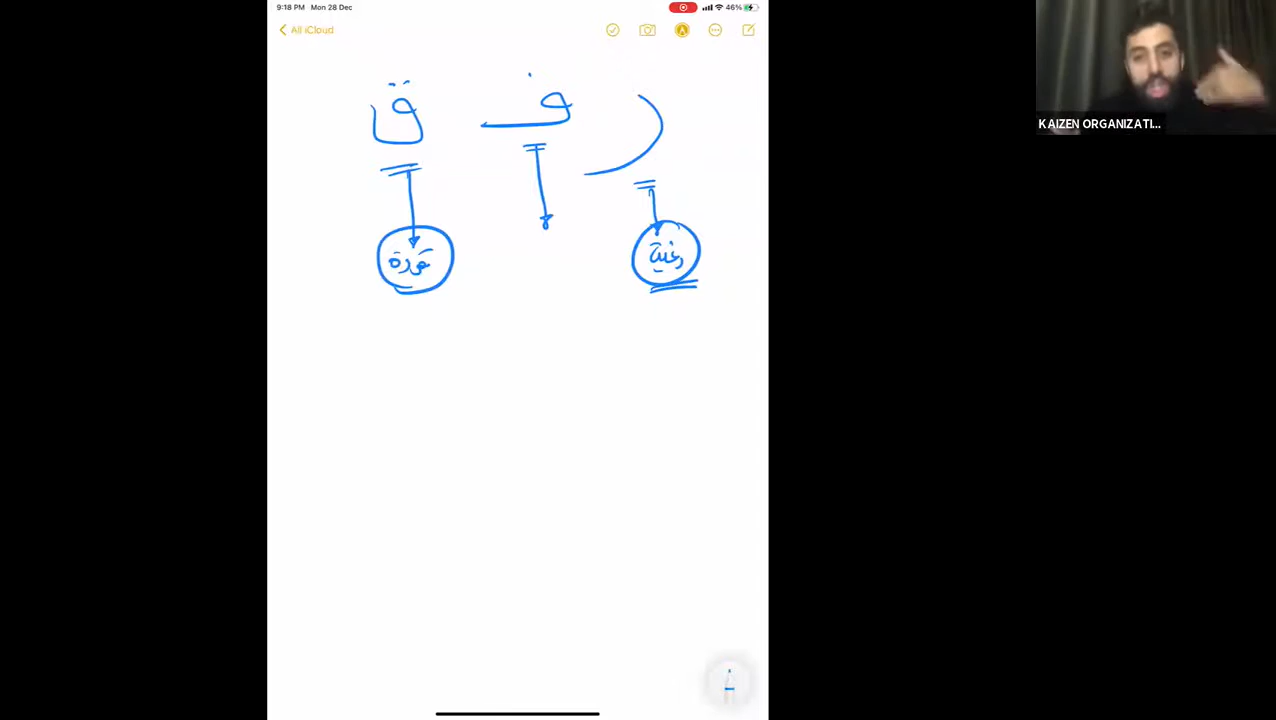 9:18 PM Mon 28 Dec
46%
All iCloud
ر ف ق
رغبة
KAIZEN ORGANIZATI...